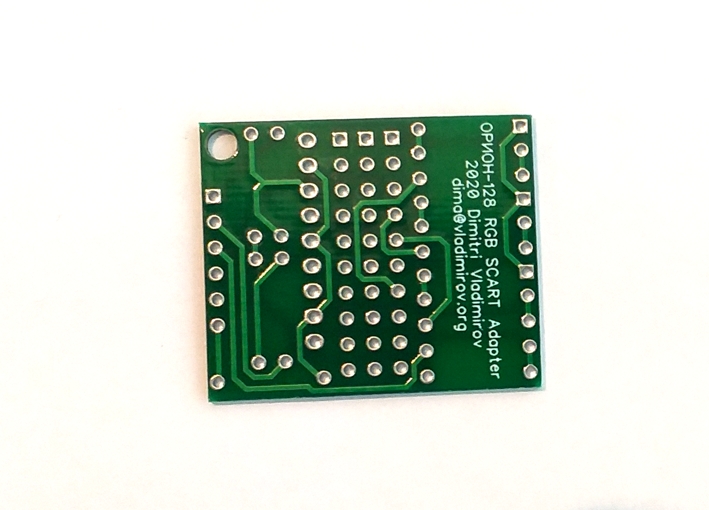 ОРИОН-128 RGB SCART Adapter
2020 Dimitri Vladimirov
dima@vladimirov.org